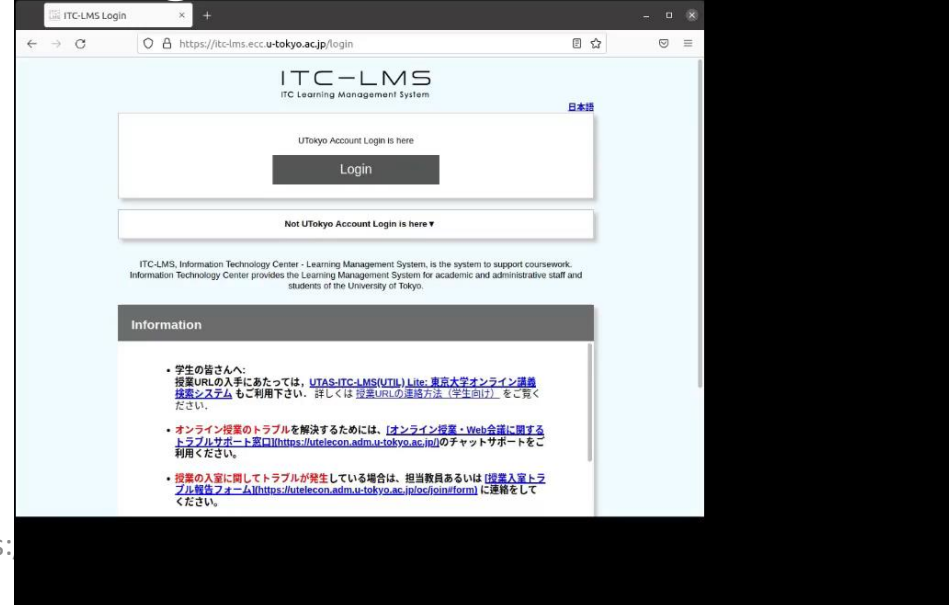 ITC-LMS Login
https://itc-lms.ecc.u-tokyo.ac.jp/login
ITC-LMS
ITC Learning Management System
日本語
UTokyo Account Login is here
Login
Not UTokyo Account Login is here▼
ITC-LMS, Information Technology Center - Learning Management System, is the system to support coursework.
Information Technology Center provides the Learning Management System for academic and administrative staff and
students of the University of Tokyo.
Information
• 学生の皆さんへ:
授業URLの入手にあたっては，UTAS-ITC-LMS(UTIL) Lite: 東京大学オンライン講義
検索システム もご利用下さい．詳しくは 授業URLの連絡方法（学生向け） をご覧く
ださい．
• オンライン授業のトラブルを解決するためには、[オンライン授業・Web会議に関する
トラブルサポート窓口](https://utelecon.adm.u-tokyo.ac.jp/)のチャットサポートをご
利用ください。
• 授業の入室に関してトラブルが発生している場合は、担当教員あるいは [授業入室トラ
ブル報告フォーム](https://utelecon.adm.u-tokyo.ac.jp/oc/join#form) に連絡をして
ください。